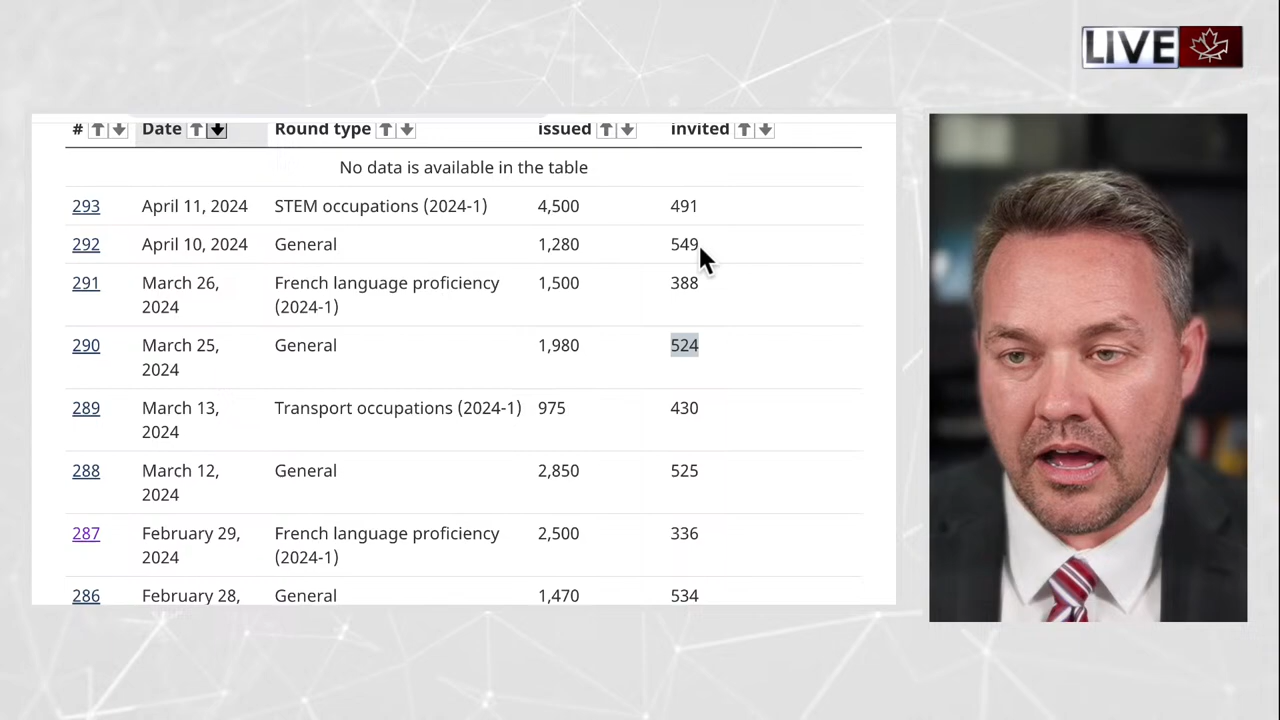 LIVE
# Date Round type issued invited
No data is available in the table
293 April 11, 2024 STEM occupations (2024-1) 4,500 491
292 April 10, 2024 General 1,280 549
291 March 26, 2024 French language proficiency (2024-1) 1,500 388
290 March 25, 2024 General 1,980 524
289 March 13, 2024 Transport occupations (2024-1) 975 430
288 March 12, 2024 General 2,850 525
287 February 29, 2024 French language proficiency (2024-1) 2,500 336
286 February 28, General 1,470 534